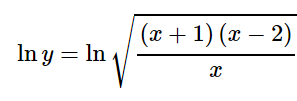 ln y = ln √((x + 1) (x − 2) / x)